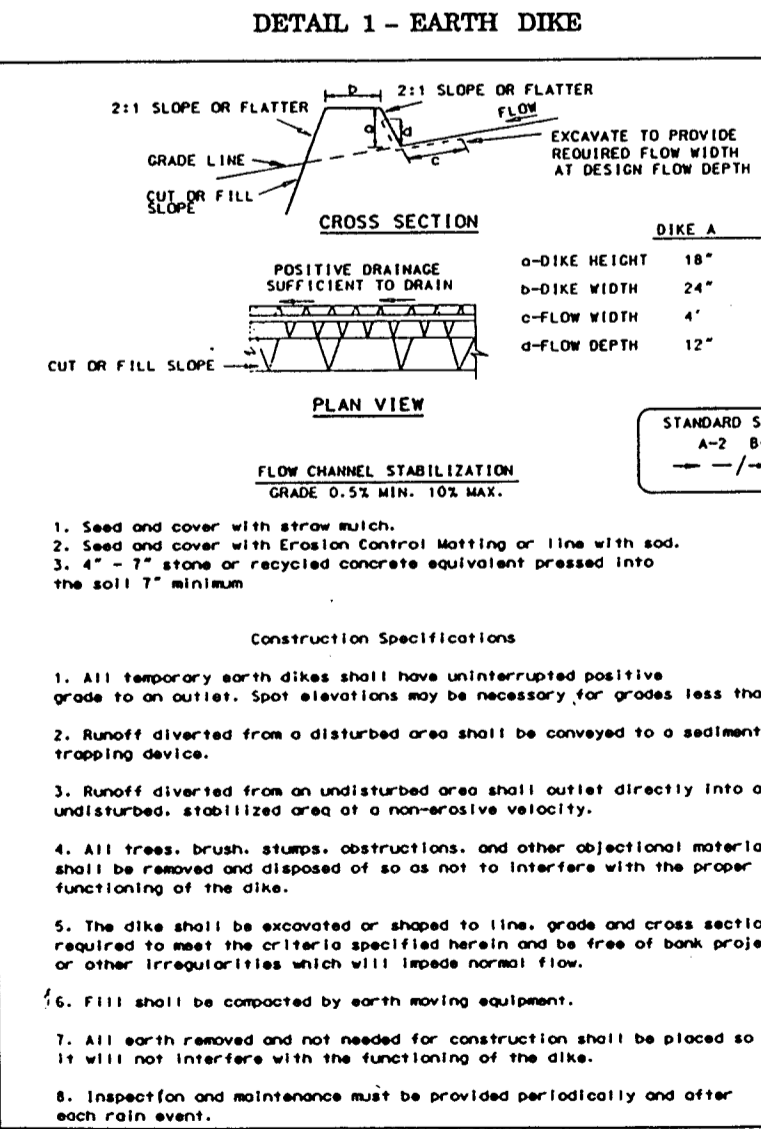 DETAIL 1 - EARTH DIKE
b
2:1 SLOPE OR FLATTER
2:1 SLOPE OR FLATTER
FLOW
a
d
EXCAVATE TO PROVIDE
REQUIRED FLOW WIDTH
AT DESIGN FLOW DEPTH
GRADE LINE
c
CUT OR FILL
SLOPE
CROSS SECTION
DIKE A
a-DIKE HEIGHT 18"
b-DIKE WIDTH 24"
c-FLOW WIDTH 4'
d-FLOW DEPTH 12"
POSITIVE DRAINAGE
SUFFICIENT TO DRAIN
CUT OR FILL SLOPE
PLAN VIEW
STANDARD S
A-2 B-
FLOW CHANNEL STABILIZATION
GRADE 0.5% MIN. 10% MAX.
1. Seed and cover with straw mulch.
2. Seed and cover with Erosion Control Matting or line with sod.
3. 4" - 7" stone or recycled concrete equivalent pressed into
the soil 7" minimum
Construction Specifications
1. All temporary earth dikes shall have uninterrupted positive
grade to an outlet. Spot elevations may be necessary for grades less tha
2. Runoff diverted from a disturbed area shall be conveyed to a sediment
trapping device.
3. Runoff diverted from an undisturbed area shall outlet directly into a
undisturbed, stabilized area at a non-erosive velocity.
4. All trees, brush, stumps, obstructions, and other objectional materia
shall be removed and disposed of so as not to interfere with the proper
functioning of the dike.
5. The dike shall be excavated or shaped to line, grade and cross sectio
required to meet the criteria specified herein and be free of bank proje
or other irregularities which will impede normal flow.
6. Fill shall be compacted by earth moving equipment.
7. All earth removed and not needed for construction shall be placed so
it will not interfere with the functioning of the dike.
8. Inspection and maintenance must be provided periodically and after
each rain event.